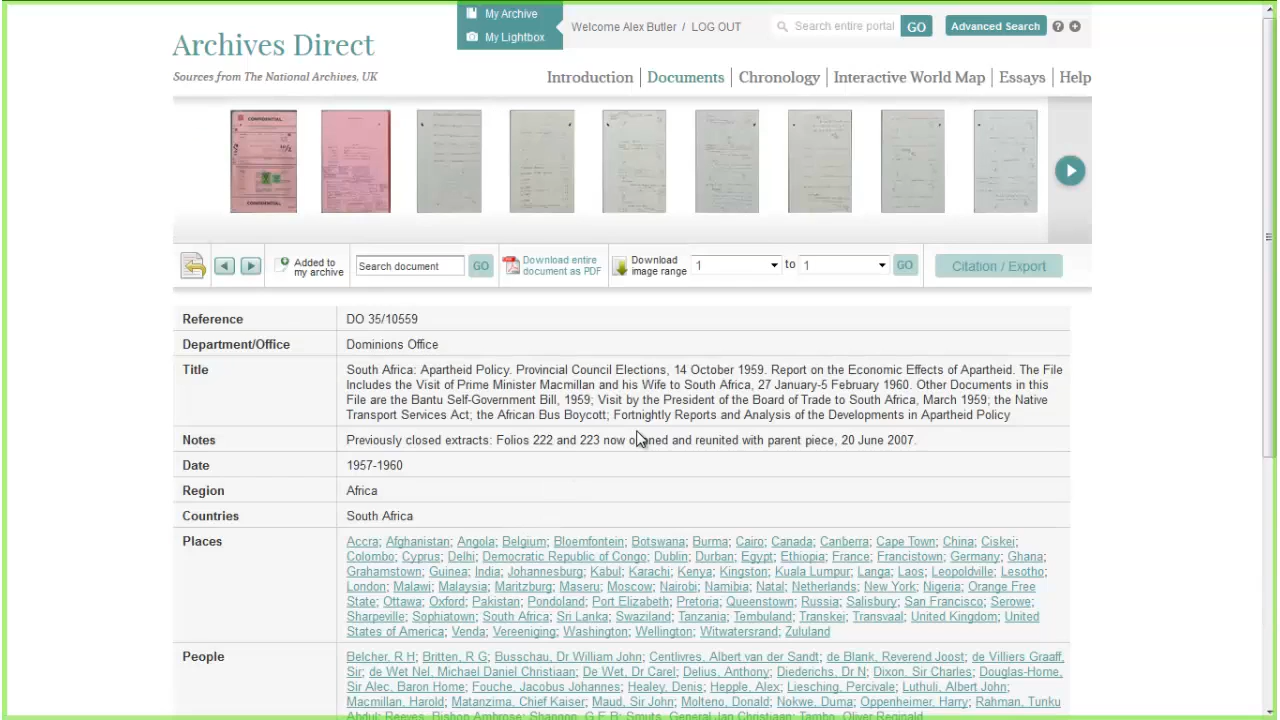 My Archive
My Lightbox
Welcome Alex Butler / LOG OUT
Search entire portal
GO
Advanced Search
Archives Direct
Sources from The National Archives, UK
Introduction
Documents
Chronology
Interactive World Map
Essays
Help
CONFIDENTIAL
CONFIDENTIAL
Added to
my archive
Search document
GO
Download entire
document as PDF
Download
image range
1
to
1
GO
Citation / Export
Reference
DO 35/10559
Department/Office
Dominions Office
Title
South Africa: Apartheid Policy. Provincial Council Elections, 14 October 1959. Report on the Economic Effects of Apartheid. The File
Includes the Visit of Prime Minister Macmillan and his Wife to South Africa, 27 January-5 February 1960. Other Documents in this
File are the Bantu Self-Government Bill, 1959; Visit by the President of the Board of Trade to South Africa, March 1959; the Native
Transport Services Act; the African Bus Boycott; Fortnightly Reports and Analysis of the Developments in Apartheid Policy
Notes
Previously closed extracts: Folios 222 and 223 now opened and reunited with parent piece, 20 June 2007.
Date
1957-1960
Region
Africa
Countries
South Africa
Places
Accra; Afghanistan; Angola; Belgium; Bloemfontein; Botswana; Burma; Cairo; Canada; Canberra; Cape Town; China; Ciskei;
Colombo; Cyprus; Delhi; Democratic Republic of Congo; Dublin; Durban; Egypt; Ethiopia; France; Francistown; Germany; Ghana;
Grahamstown; Guinea; India; Johannesburg; Kabul; Karachi; Kenya; Kingston; Kuala Lumpur; Langa; Laos; Leopoldville; Lesotho;
London; Malawi; Malaysia; Maritzburg; Maseru; Moscow; Nairobi; Namibia; Natal; Netherlands; New York; Nigeria; Orange Free
State; Ottawa; Oxford; Pakistan; Pondoland; Port Elizabeth; Pretoria; Queenstown; Russia; Salisbury; San Francisco; Serowe;
Sharpeville; Sophiatown; South Africa; Sri Lanka; Swaziland; Tanzania; Tembuland; Transkei; Transvaal; United Kingdom; United
States of America; Venda; Vereeniging; Washington; Wellington; Witwatersrand; Zululand
People
Belcher, R H; Britten, R G; Busschau, Dr William John; Centlivres, Albert van der Sandt; de Blank, Reverend Joost; de Villiers Graaff,
Sir; de Wet Nel, Michael Daniel Christiaan; De Wet, Dr Carel; Delius, Anthony; Diederichs, Dr N; Dixon, Sir Charles; Douglas-Home,
Sir Alec, Baron Home; Fouche, Jacobus Johannes; Healey, Denis; Hepple, Alex; Liesching, Percivale; Luthuli, Albert John;
Macmillan, Harold; Matanzima, Chief Kaiser; Maud, Sir John; Molteno, Donald; Nokwe, Duma; Oppenheimer, Harry; Rahman, Tunku
Abdul; Reeves, Bishop Ambrose; Shannon, G E B; Smuts, General Jan Christiaan; Tambo, Oliver Reginald